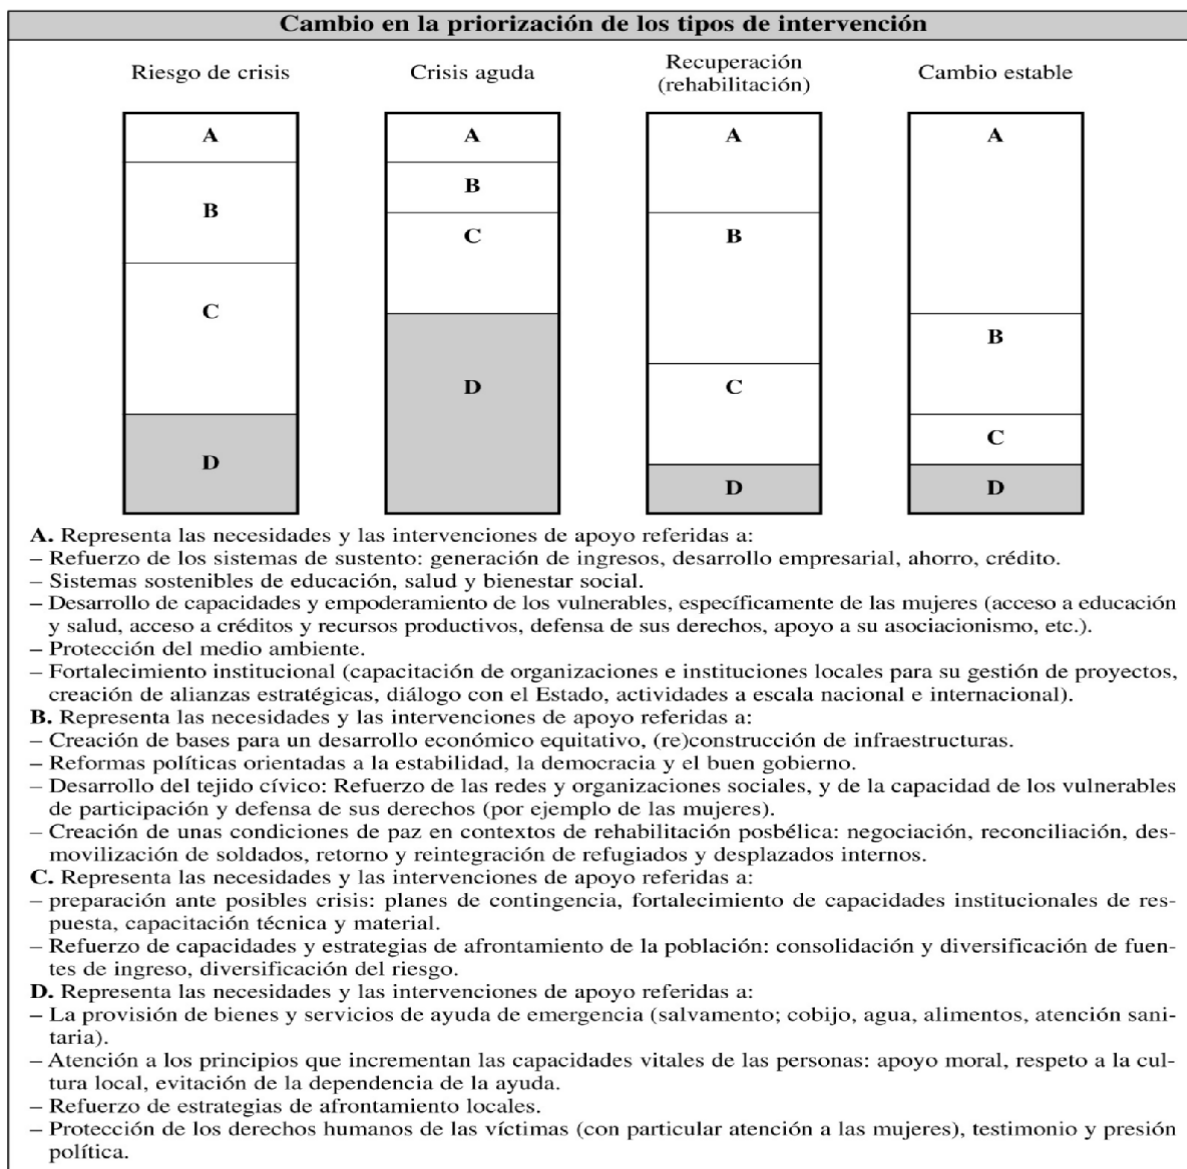 Cambio en la priorización de los tipos de intervención
Riesgo de crisis
Crisis aguda
Recuperación
(rehabilitación)
Cambio estable
A
B
C
D
A
B
C
D
A
B
C
D
A
B
C
D
A. Representa las necesidades y las intervenciones de apoyo referidas a:
– Refuerzo de los sistemas de sustento: generación de ingresos, desarrollo empresarial, ahorro, crédito.
– Sistemas sostenibles de educación, salud y bienestar social.
– Desarrollo de capacidades y empoderamiento de los vulnerables, específicamente de las mujeres (acceso a educación
y salud, acceso a créditos y recursos productivos, defensa de sus derechos, apoyo a su asociacionismo, etc.).
– Protección del medio ambiente.
– Fortalecimiento institucional (capacitación de organizaciones e instituciones locales para su gestión de proyectos,
creación de alianzas estratégicas, diálogo con el Estado, actividades a escala nacional e internacional).
B. Representa las necesidades y las intervenciones de apoyo referidas a:
– Creación de bases para un desarrollo económico equitativo, (re)construcción de infraestructuras.
– Reformas políticas orientadas a la estabilidad, la democracia y el buen gobierno.
– Desarrollo del tejido cívico: Refuerzo de las redes y organizaciones sociales, y de la capacidad de los vulnerables
de participación y defensa de sus derechos (por ejemplo de las mujeres).
– Creación de unas condiciones de paz en contextos de rehabilitación posbélica: negociación, reconciliación, des-
movilización de soldados, retorno y reintegración de refugiados y desplazados internos.
C. Representa las necesidades y las intervenciones de apoyo referidas a:
– preparación ante posibles crisis: planes de contingencia, fortalecimiento de capacidades institucionales de res-
puesta, capacitación técnica y material.
– Refuerzo de capacidades y estrategias de afrontamiento de la población: consolidación y diversificación de fuen-
tes de ingreso, diversificación del riesgo.
D. Representa las necesidades y las intervenciones de apoyo referidas a:
– La provisión de bienes y servicios de ayuda de emergencia (salvamento; cobijo, agua, alimentos, atención sani-
taria).
– Atención a los principios que incrementan las capacidades vitales de las personas: apoyo moral, respeto a la cul-
tura local, evitación de la dependencia de la ayuda.
– Refuerzo de estrategias de afrontamiento locales.
– Protección de los derechos humanos de las víctimas (con particular atención a las mujeres), testimonio y presión
política.